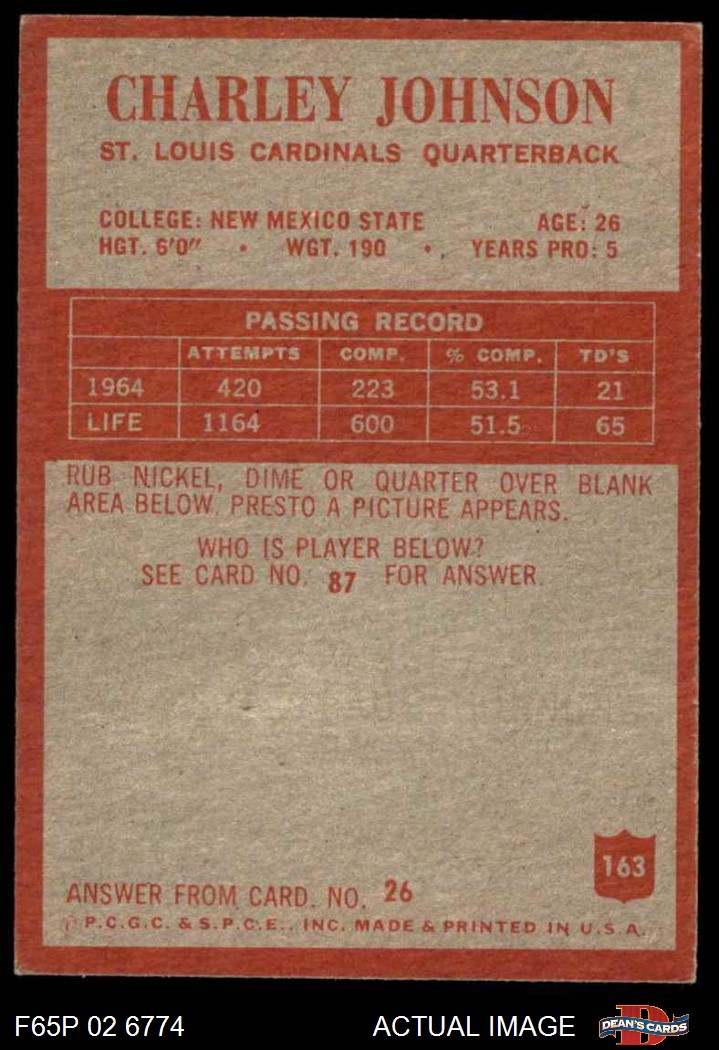 CHARLEY JOHNSON
ST. LOUIS CARDINALS QUARTERBACK
COLLEGE: NEW MEXICO STATE AGE: 26
HGT. 6'0" • WGT. 190 • YEARS PRO: 5
PASSING RECORD
ATTEMPTS COMP. % COMP. TD'S
1964 420 223 53.1 21
LIFE 1164 600 51.5 65
RUB NICKEL, DIME OR QUARTER OVER BLANK
AREA BELOW. PRESTO A PICTURE APPEARS.
WHO IS PLAYER BELOW?
SEE CARD NO. 87 FOR ANSWER.
163
ANSWER FROM CARD. NO. 26
P.C.G.C. & S.P.C.E., INC. MADE & PRINTED IN U.S.A.
F65P 02 6774 ACTUAL IMAGE DEAN'S CARDS